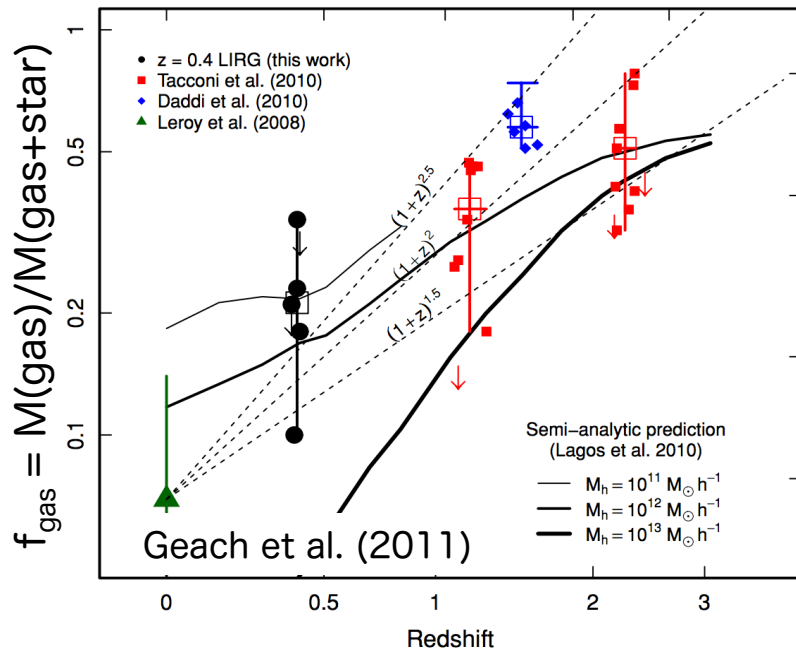 1
0.5
0.2
0.1
f_gas = M(gas)/M(gas+star)
z = 0.4 LIRG (this work)
Tacconi et al. (2010)
Daddi et al. (2010)
Leroy et al. (2008)
(1+z)^2.5
(1+z)^2
(1+z)^1.5
Semi−analytic prediction
(Lagos et al. 2010)
M_h = 10^11 M_⊙ h^−1
M_h = 10^12 M_⊙ h^−1
M_h = 10^13 M_⊙ h^−1
Geach et al. (2011)
0 0.5 1 2 3
Redshift